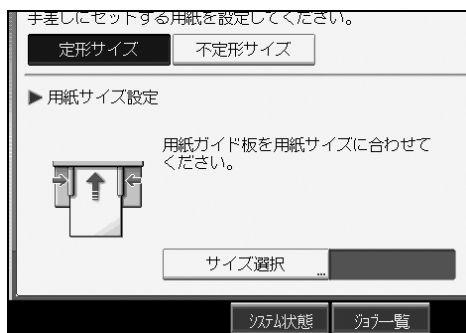 手差しにセットする用紙を設定してください。
定形サイズ
不定形サイズ
▶ 用紙サイズ設定
用紙ガイド板を用紙サイズに合わせて
ください。
サイズ選択
...
システム状態
ジョブ一覧